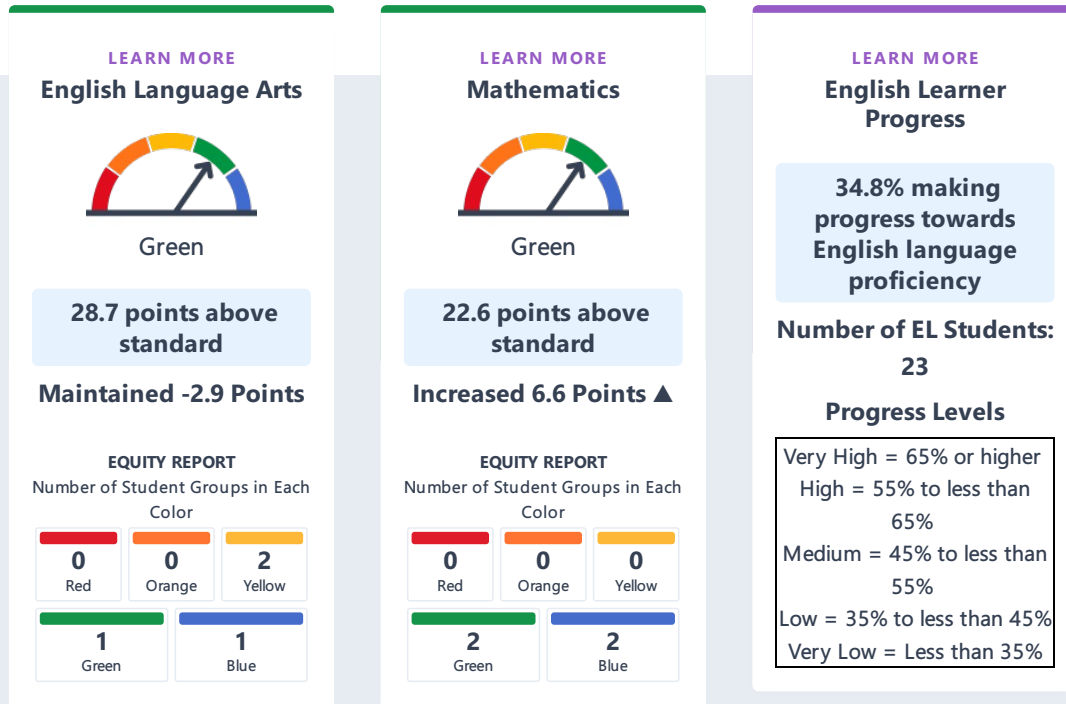 LEARN MORE
English Language Arts
Green
28.7 points above
standard
Maintained -2.9 Points
EQUITY REPORT
Number of Student Groups in Each
Color
0
Red
0
Orange
2
Yellow
1
Green
1
Blue
LEARN MORE
Mathematics
Green
22.6 points above
standard
Increased 6.6 Points ▲
EQUITY REPORT
Number of Student Groups in Each
Color
0
Red
0
Orange
0
Yellow
2
Green
2
Blue
LEARN MORE
English Learner
Progress
34.8% making
progress towards
English language
proficiency
Number of EL Students:
23
Progress Levels
Very High = 65% or higher
High = 55% to less than
65%
Medium = 45% to less than
55%
Low = 35% to less than 45%
Very Low = Less than 35%